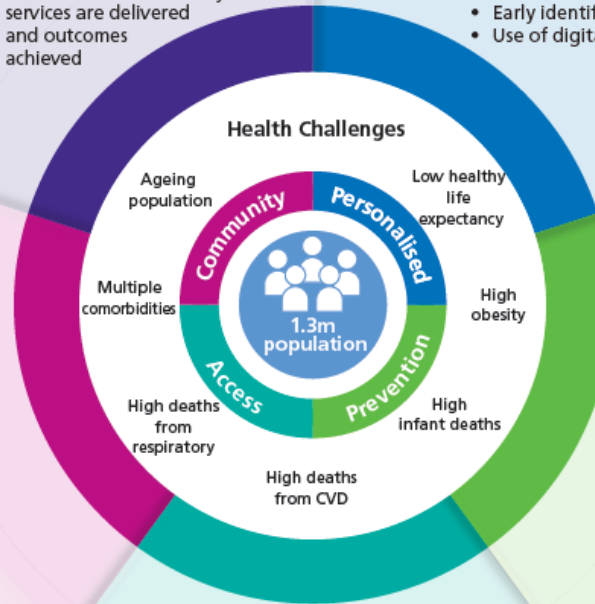 services are delivered
and outcomes
achieved
• Early identif
• Use of digit
Health Challenges
Ageing
population
Low healthy
life
expectancy
Community
Personalised
Multiple
comorbidities
High
obesity
1.3m
population
Access
Prevention
High deaths
from
respiratory
High
infant deaths
High deaths
from CVD